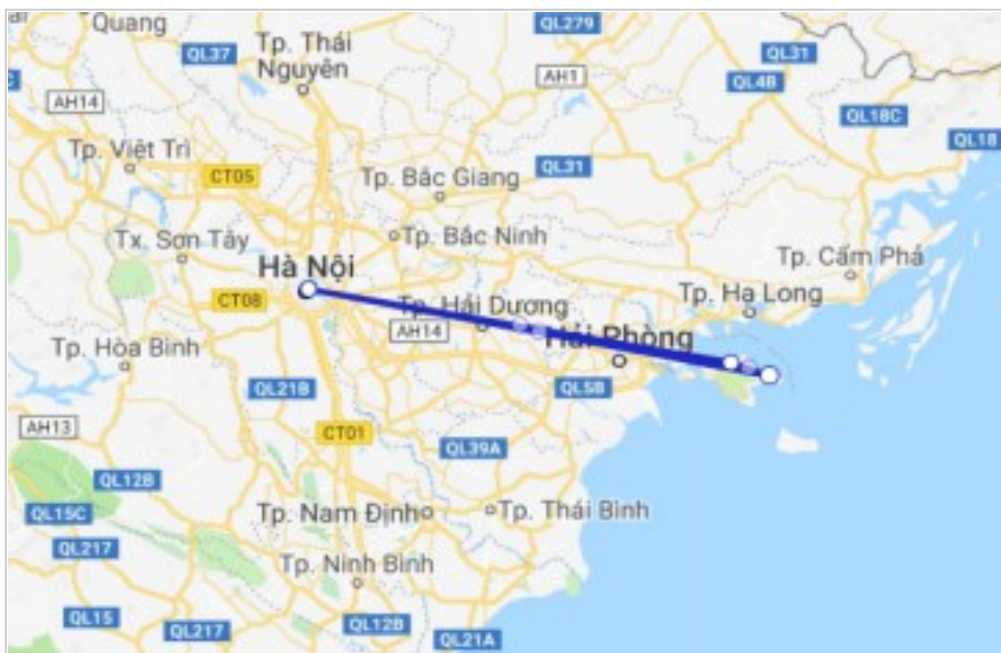 Quang
QL279
Tp. Thái
Nguyên
QL37
QL31
AH1
QL4B
AH14
QL18C
QL18
Tp. Việt Trì
CT05
QL31
Tp. Bắc Giang
Tx. Sơn Tây
Tp. Bắc Ninh
Hà Nội
Tp. Cẩm Phả
CT08
Tp. Hải Dương
Tp. Hạ Long
AH14
Hải Phòng
Tp. Hòa Bình
QL21B
QL5B
AH13
CT01
QL39A
QL12B
QL15C
Tp. Nam Định
Tp. Thái Bình
QL217
Tp. Ninh Bình
QL15
QL217
QL12B
QL21A